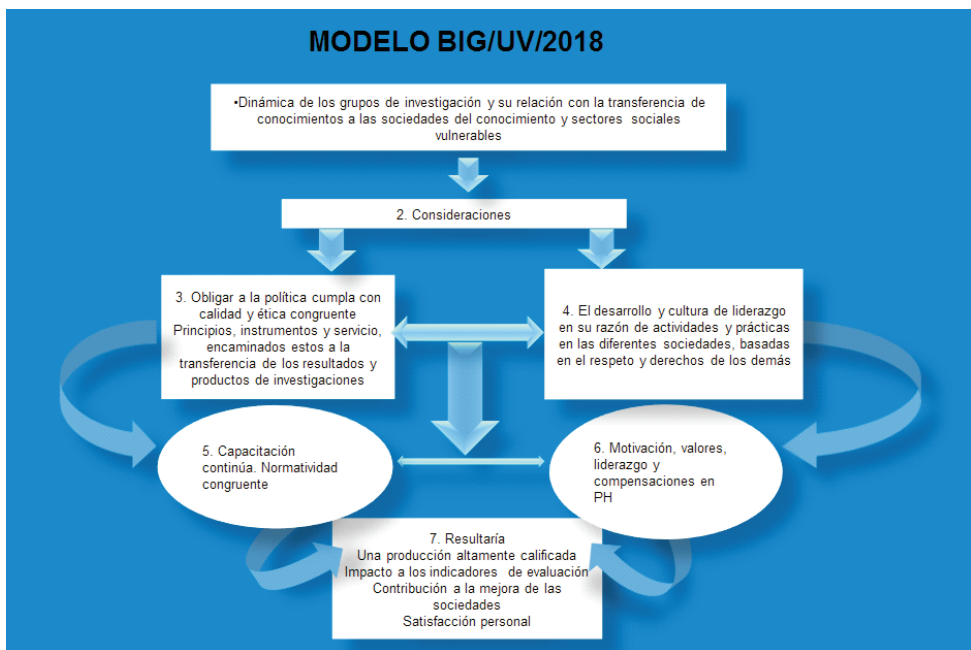 MODELO BIG/UV/2018
•Dinámica de los grupos de investigación y su relación con la transferencia de
conocimientos a las sociedades del conocimiento y sectores sociales
vulnerables
2. Consideraciones
3. Obligar a la política cumpla con
calidad y ética congruente
Principios, instrumentos y servicio,
encaminados estos a la
transferencia de los resultados y
productos de investigaciones
4. El desarrollo y cultura de liderazgo
en su razón de actividades y prácticas
en las diferentes sociedades, basadas
en el respeto y derechos de los demás
5. Capacitación
continúa. Normatividad
congruente
6. Motivación, valores,
liderazgo y
compensaciones en
PH
7. Resultaría
Una producción altamente calificada
Impacto a los indicadores de evaluación
Contribución a la mejora de las
sociedades
Satisfacción personal